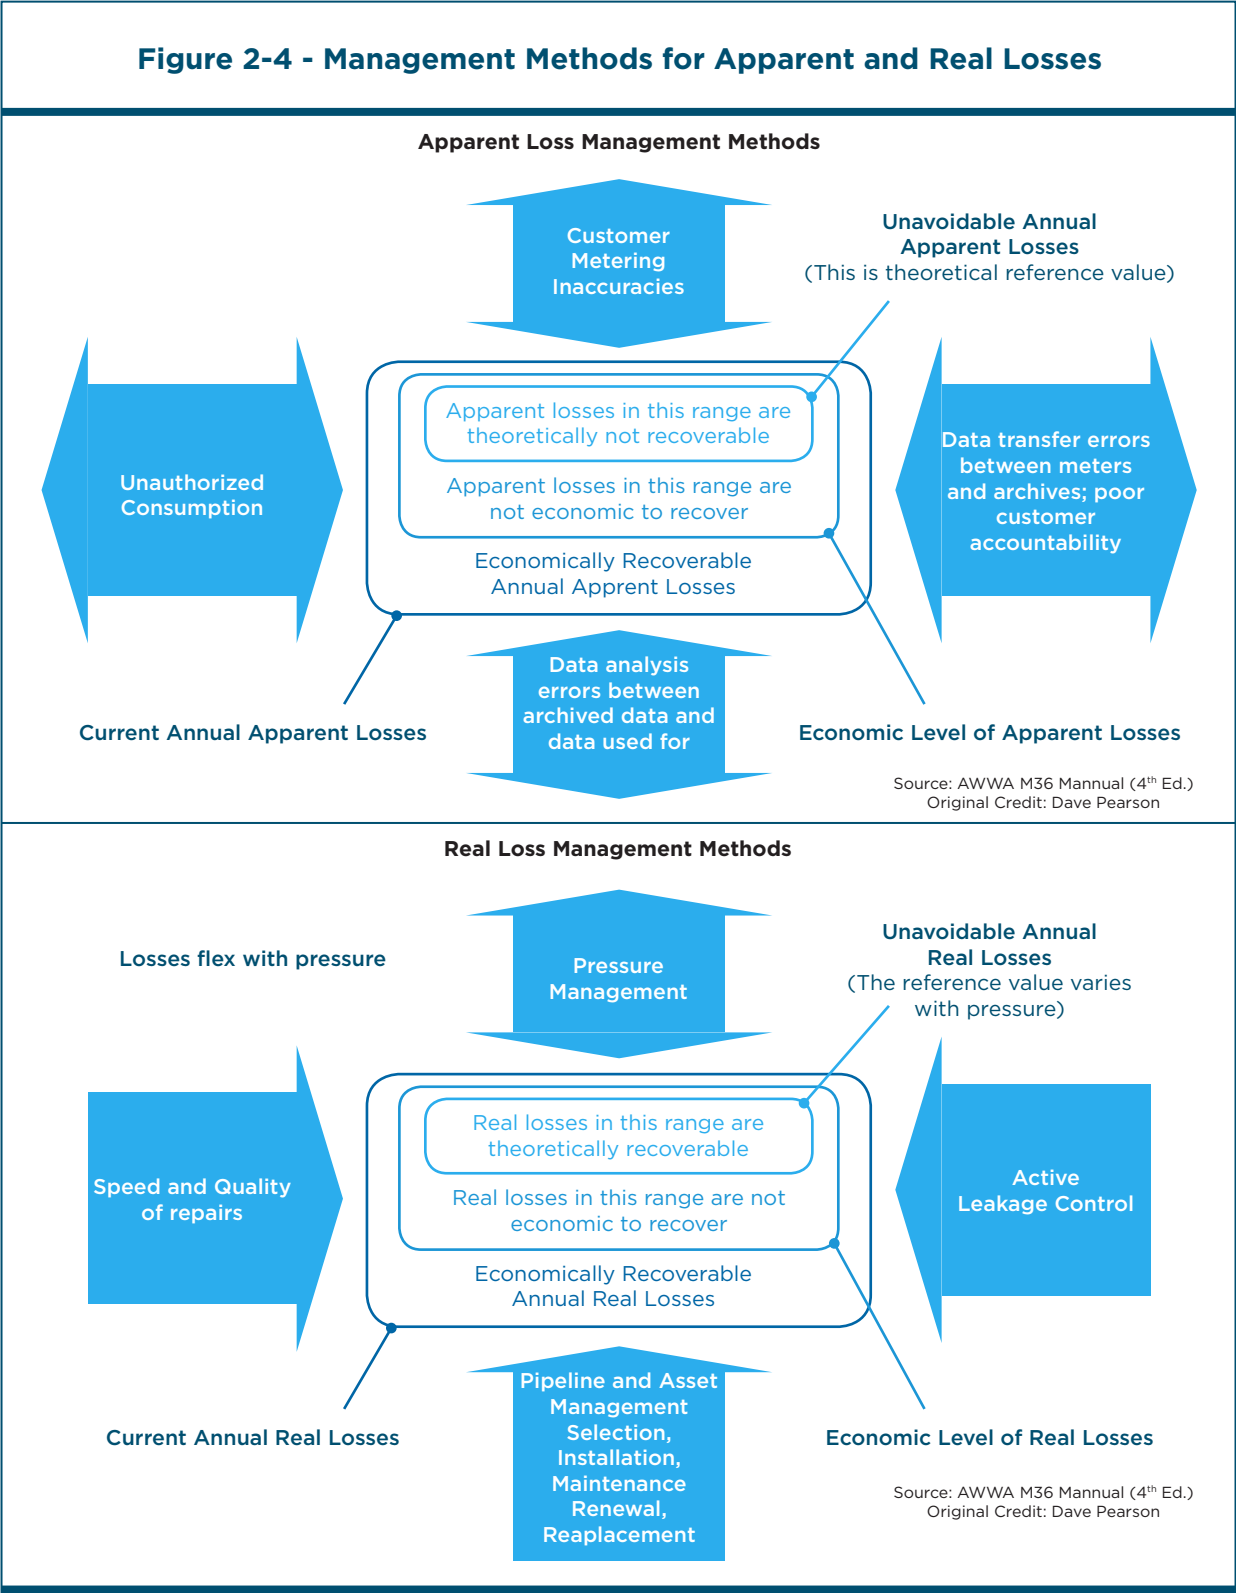 Figure 2-4 - Management Methods for Apparent and Real Losses
Apparent Loss Management Methods
Customer
Metering
Inaccuracies
Unavoidable Annual
Apparent Losses
(This is theoretical reference value)
Unauthorized
Consumption
Apparent losses in this range are
theoretically not recoverable
Apparent losses in this range are
not economic to recover
Economically Recoverable
Annual Apprent Losses
Data transfer errors
between meters
and archives; poor
customer
accountability
Data analysis
errors between
archived data and
data used for
Current Annual Apparent Losses
Economic Level of Apparent Losses
Source: AWWA M36 Mannual (4th Ed.)
Original Credit: Dave Pearson
Real Loss Management Methods
Losses flex with pressure
Pressure
Management
Unavoidable Annual
Real Losses
(The reference value varies
with pressure)
Speed and Quality
of repairs
Real losses in this range are
theoretically recoverable
Real losses in this range are not
economic to recover
Economically Recoverable
Annual Real Losses
Active
Leakage Control
Pipeline and Asset
Management
Selection,
Installation,
Maintenance
Renewal,
Reaplacement
Current Annual Real Losses
Economic Level of Real Losses
Source: AWWA M36 Mannual (4th Ed.)
Original Credit: Dave Pearson